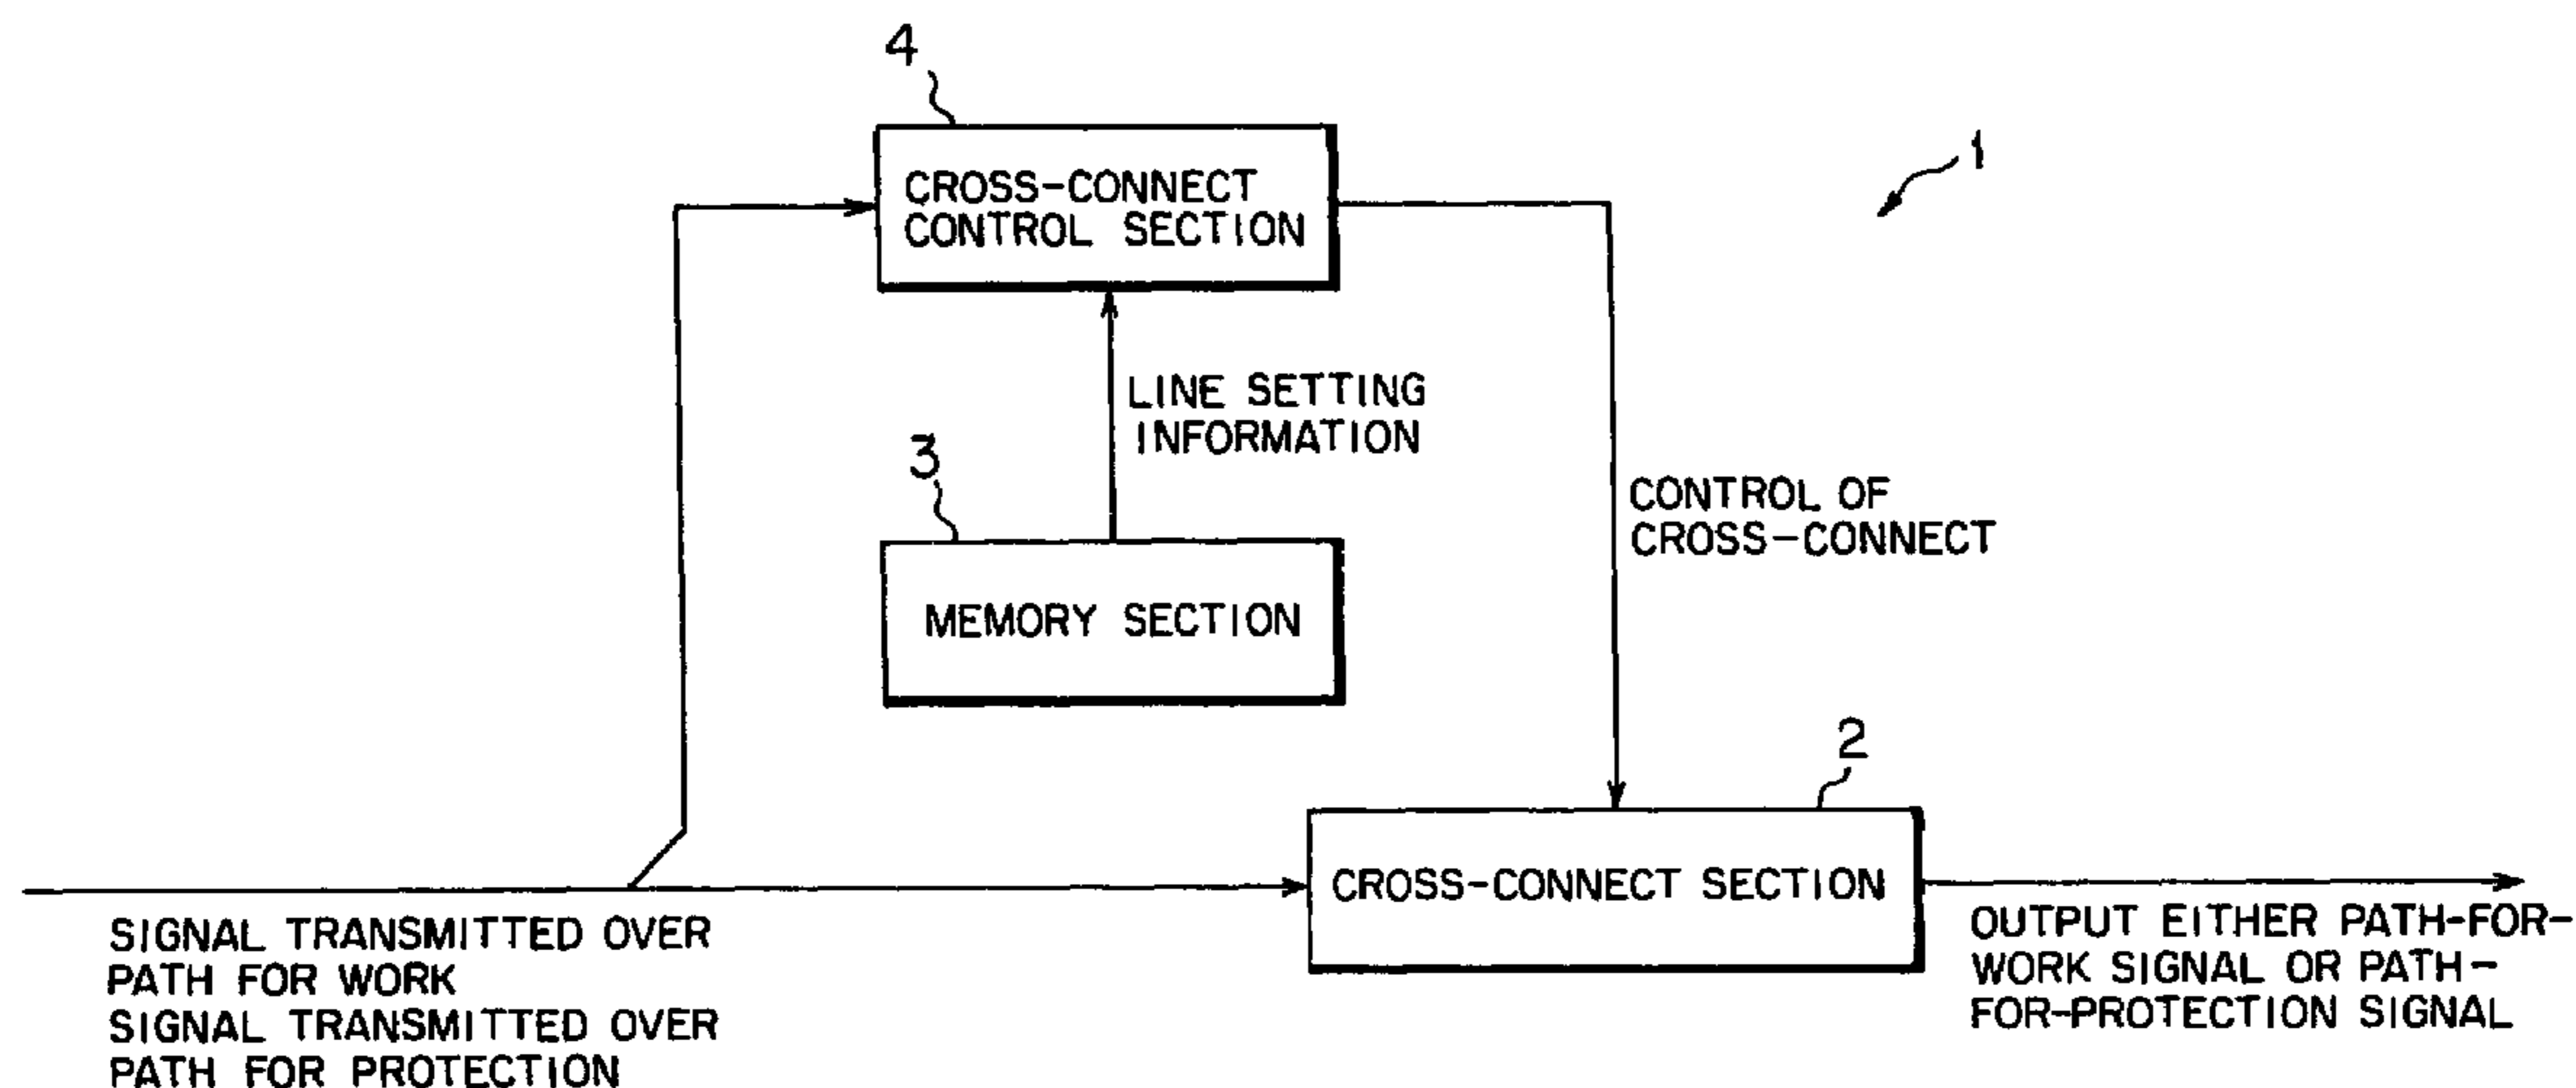 4
CROSS-CONNECT
CONTROL SECTION
1
LINE SETTING
INFORMATION
3
MEMORY SECTION
CONTROL OF
CROSS-CONNECT
2
CROSS-CONNECT SECTION
SIGNAL TRANSMITTED OVER
PATH FOR WORK
SIGNAL TRANSMITTED OVER
PATH FOR PROTECTION
OUTPUT EITHER PATH-FOR-
WORK SIGNAL OR PATH-
FOR-PROTECTION SIGNAL